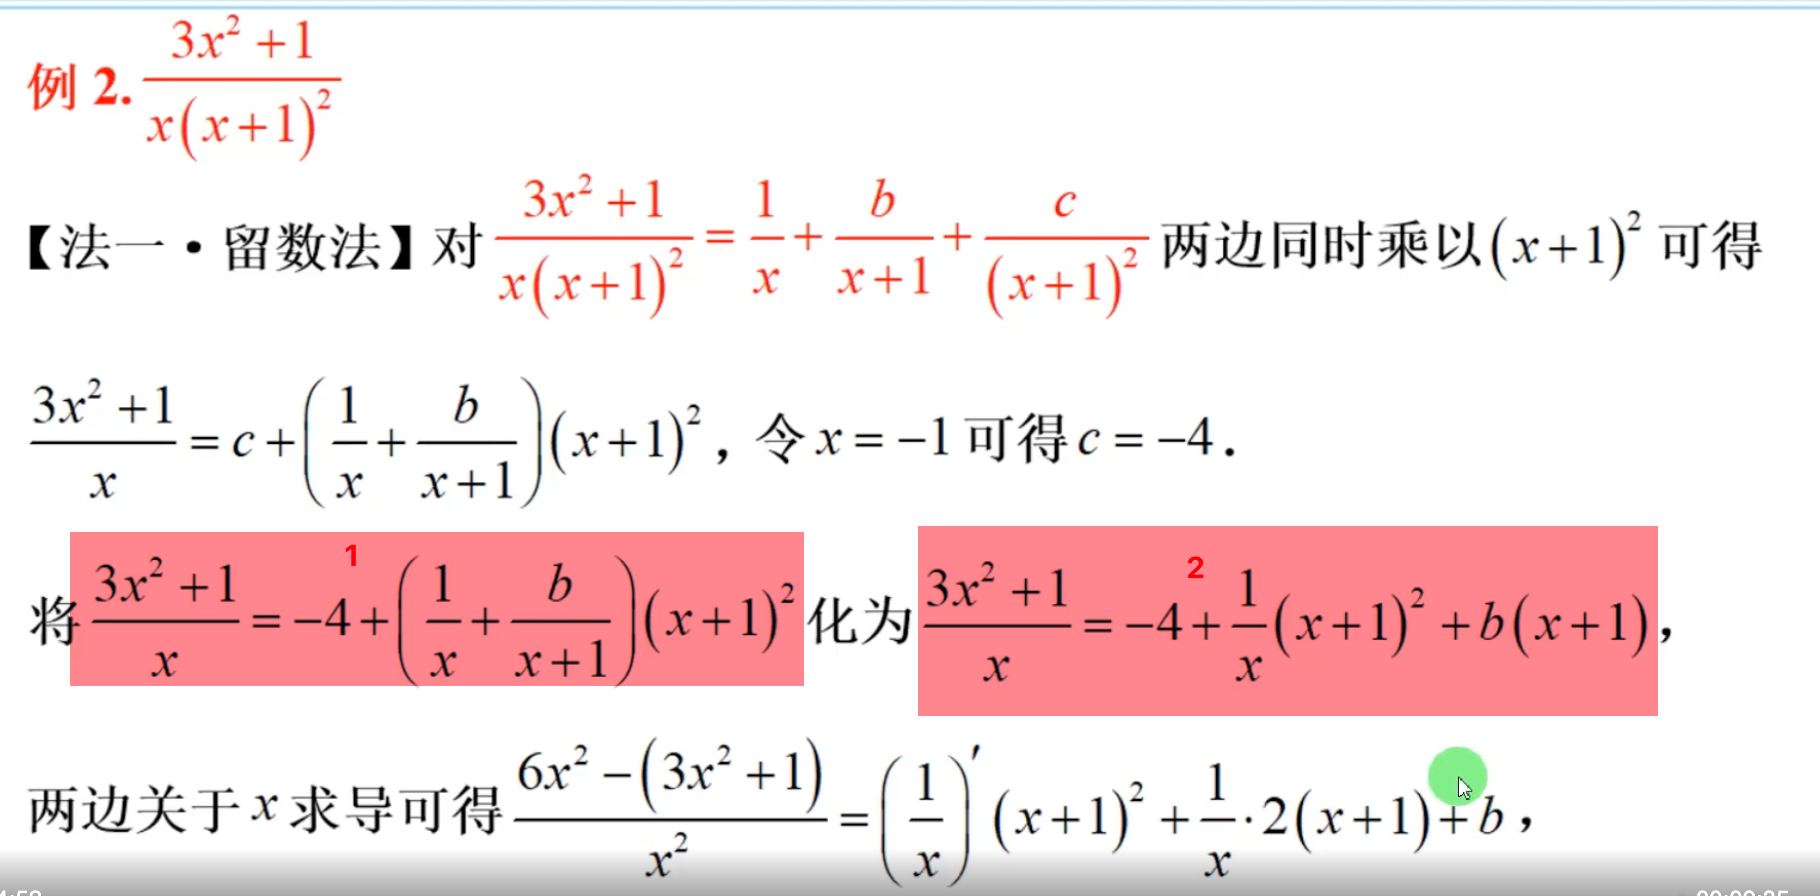 例 2. \frac{3x^2+1}{x(x+1)^2}
【法一·留数法】对 \frac{3x^2+1}{x(x+1)^2} = \frac{1}{x} + \frac{b}{x+1} + \frac{c}{(x+1)^2} 两边同时乘以 (x+1)^2 可得
\frac{3x^2+1}{x} = c + \left(\frac{1}{x} + \frac{b}{x+1}\right)(x+1)^2，令 x = -1 可得 c = -4.
1 2
将 \frac{3x^2+1}{x} = -4 + \left(\frac{1}{x} + \frac{b}{x+1}\right)(x+1)^2 化为 \frac{3x^2+1}{x} = -4 + \frac{1}{x}(x+1)^2 + b(x+1)，
两边关于 x 求导可得 \frac{6x^2-(3x^2+1)}{x^2} = \left(\frac{1}{x}\right)'(x+1)^2 + \frac{1}{x}·2(x+1) + b，